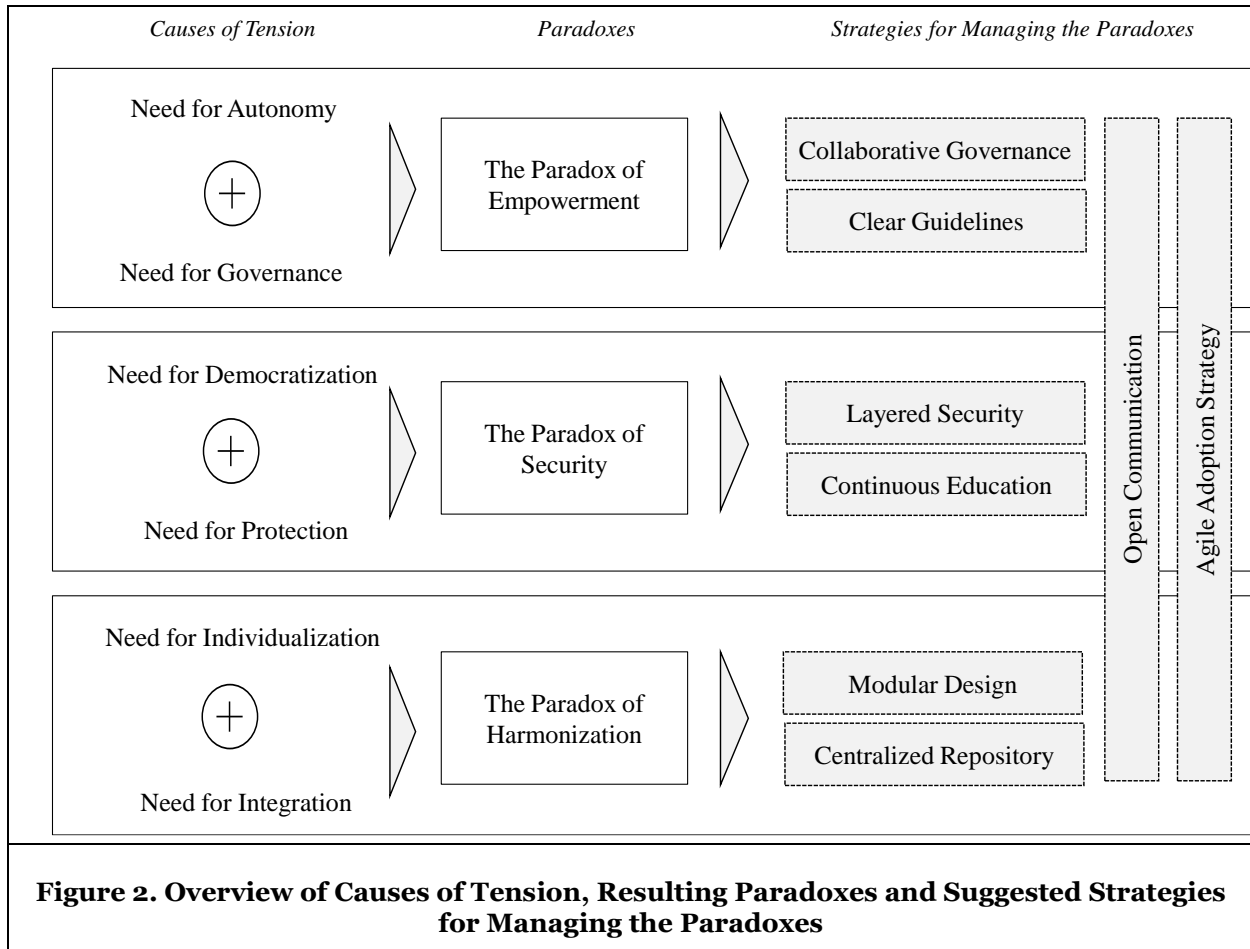 Causes of Tension
Paradoxes
Strategies for Managing the Paradoxes
Need for Autonomy
+
Need for Governance
The Paradox of
Empowerment
Collaborative Governance
Clear Guidelines
Need for Democratization
+
Need for Protection
The Paradox of
Security
Layered Security
Continuous Education
Need for Individualization
+
Need for Integration
The Paradox of
Harmonization
Modular Design
Centralized Repository
Open Communication
Agile Adoption Strategy
Figure 2. Overview of Causes of Tension, Resulting Paradoxes and Suggested Strategies
for Managing the Paradoxes